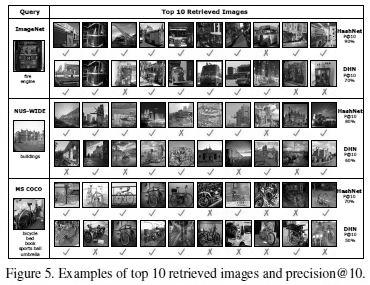 Query
Top 10 Retrieved Images
ImageNet
fire
engine
HashNet
P@10
90%
DHN
P@10
70%
NUS-WIDE
buildings
HashNet
P@10
80%
DHN
P@10
60%
MS COCO
bicycle
bed
book
sports ball
umbrella
HashNet
P@10
70%
DHN
P@10
50%
Figure 5. Examples of top 10 retrieved images and precision@10.